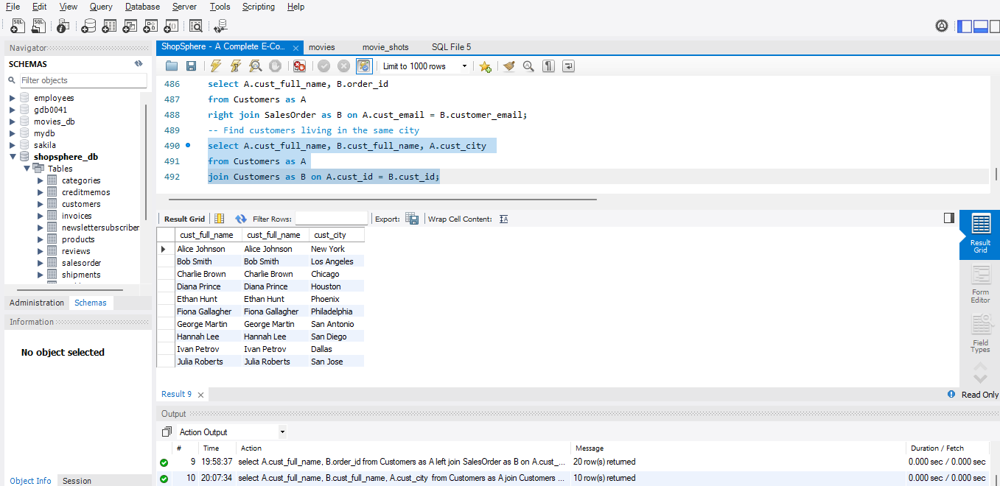 File Edit View Query Database Server Tools Scripting Help
Navigator
SCHEMAS
Filter objects
employees
gdb0041
movies_db
mydb
sakila
shopsphere_db
Tables
categories
creditmemos
customers
invoices
newslettersubscriber
products
reviews
salesorder
shipments
Administration Schemas
Information
No object selected
Object Info Session
ShopSphere - A Complete E-Co... movies movie_shots SQL File 5
Limit to 1000 rows
486 select A.cust_full_name, B.order_id
487 from Customers as A
488 right join SalesOrder as B on A.cust_email = B.customer_email;
489 -- Find customers living in the same city
490 select A.cust_full_name, B.cust_full_name, A.cust_city
491 from Customers as A
492 join Customers as B on A.cust_id = B.cust_id;
Result Grid Filter Rows: Export: Wrap Cell Content:
cust_full_name cust_full_name cust_city
Alice Johnson Alice Johnson New York
Bob Smith Bob Smith Los Angeles
Charlie Brown Charlie Brown Chicago
Diana Prince Diana Prince Houston
Ethan Hunt Ethan Hunt Phoenix
Fiona Gallagher Fiona Gallagher Philadelphia
George Martin George Martin San Antonio
Hannah Lee Hannah Lee San Diego
Ivan Petrov Ivan Petrov Dallas
Julia Roberts Julia Roberts San Jose
Result
Grid
Form
Editor
Field
Types
Result 9 Read Only
Output
Action Output
# Time Action Message Duration / Fetch
9 19:58:37 select A.cust_full_name, B.order_id from Customers as A left join SalesOrder as B on A.cust_... 20 row(s) returned 0.000 sec / 0.000 sec
10 20:07:34 select A.cust_full_name, B.cust_full_name, A.cust_city from Customers as A join Customers ... 10 row(s) returned 0.000 sec / 0.000 sec